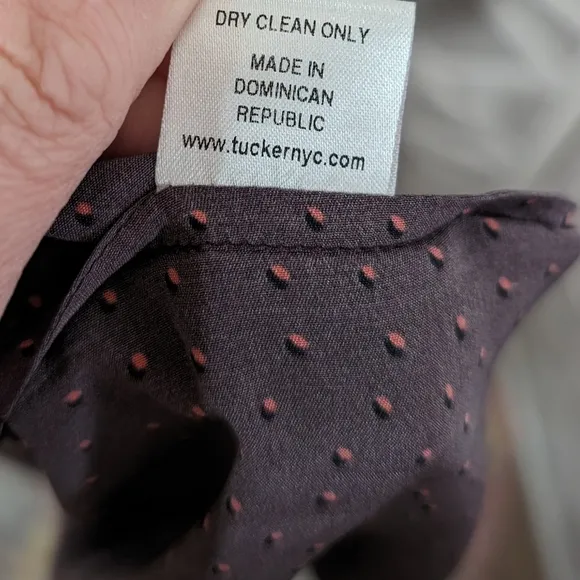 DRY CLEAN ONLY
MADE IN
DOMINICAN
REPUBLIC
www.tuckernyc.com